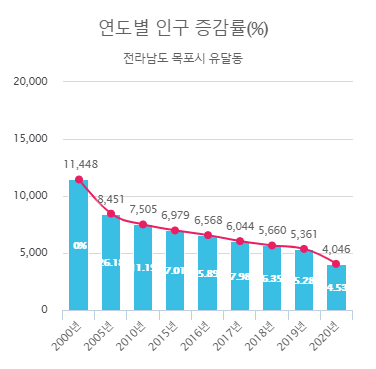 연도별 인구 증감률(%)
전라남도 목포시 유달동
20,000
15,000
10,000
5,000
0
11,448
8,451
7,505
6,979
6,568
6,044
5,660
5,361
4,046
0%
2000년
2005년
2010년
2015년
2016년
2017년
2018년
2019년
2020년